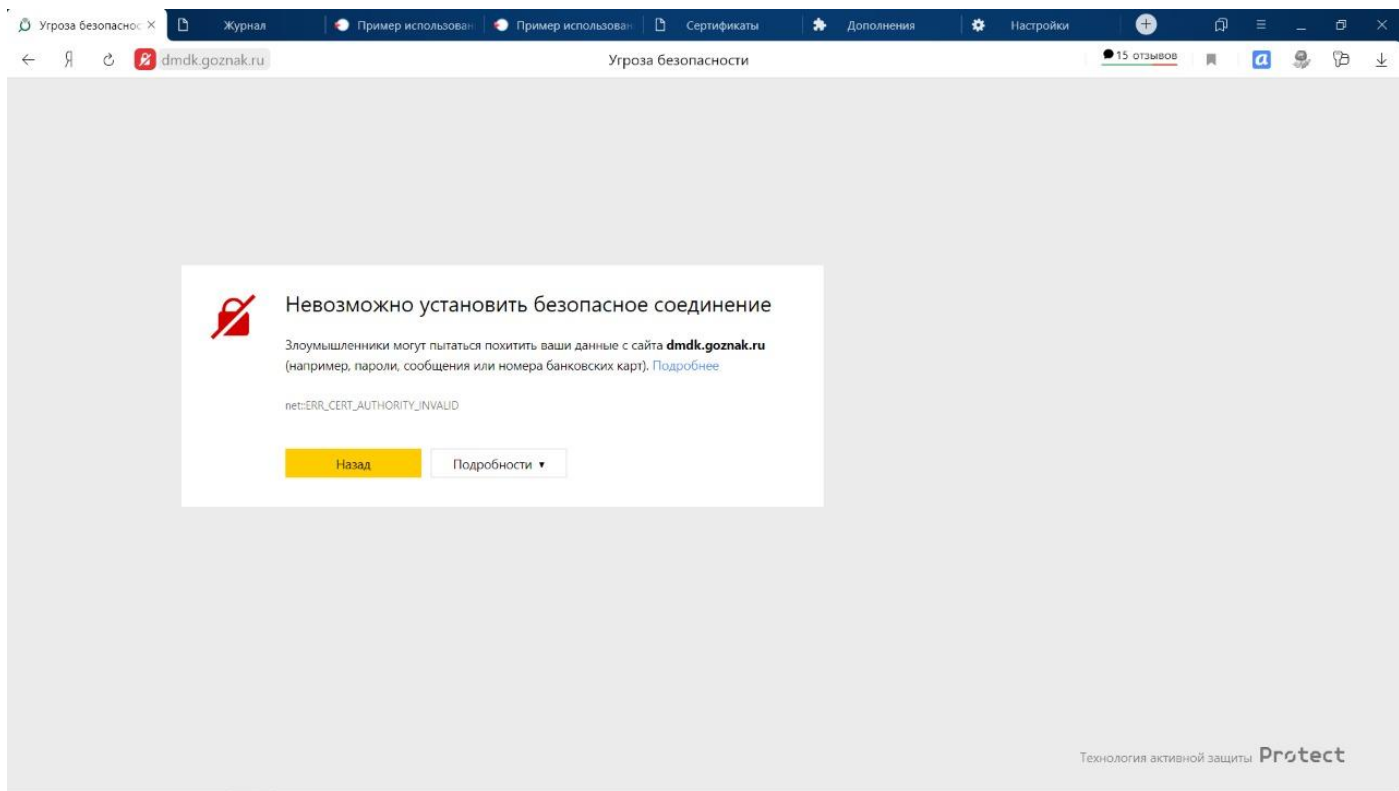 Угроза безопаснос
Журнал
Пример использован
Пример использован
Сертификаты
Дополнения
Настройки
Я
dmdk.goznak.ru
Угроза безопасности
15 отзывов
Невозможно установить безопасное соединение
Злоумышленники могут пытаться похитить ваши данные с сайта dmdk.goznak.ru
(например, пароли, сообщения или номера банковских карт). Подробнее
net::ERR_CERT_AUTHORITY_INVALID
Назад
Подробности
Технология активной защиты Protect